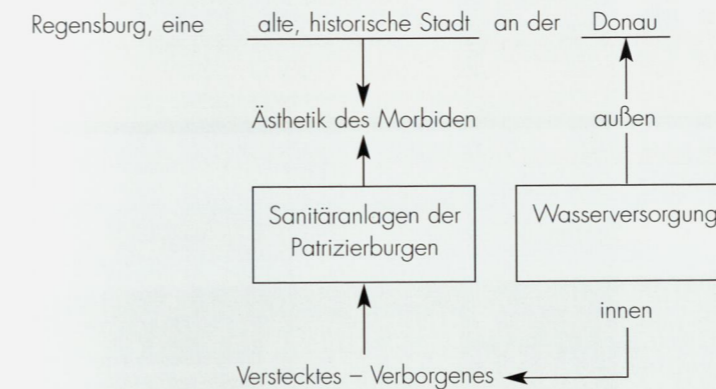 Regensburg, eine alte, historische Stadt an der Donau
Ästhetik des Morbiden
außen
Sanitäranlagen der
Patrizierburgen
Wasserversorgung
innen
Verstecktes – Verborgenes